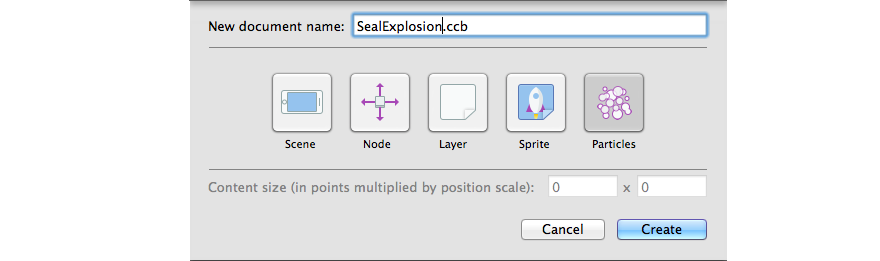 New document name: SealExplosion.ccb
Scene Node Layer Sprite Particles
Content size (in points multiplied by position scale): 0 x 0
Cancel Create